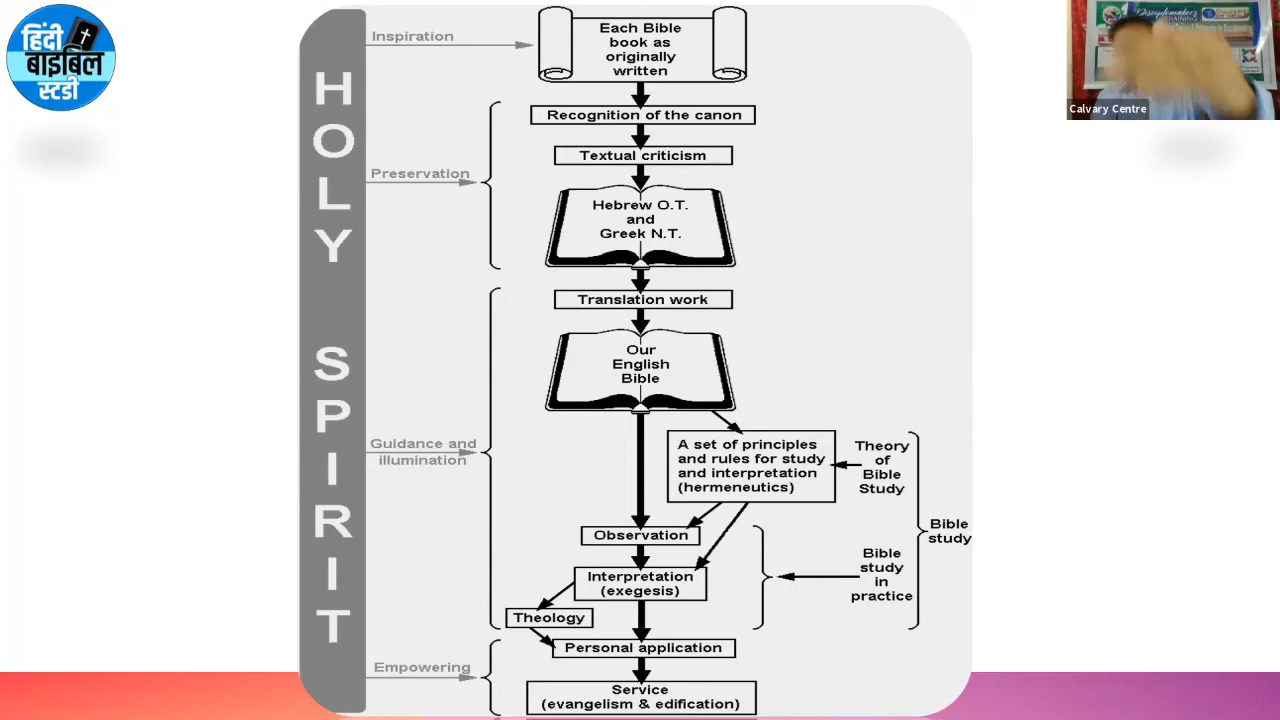 हिंदी
बाइबिल
स्टडी
HOLY SPIRIT
Inspiration
Each Bible
book as
originally
written
Recognition of the canon
Textual criticism
Preservation
Hebrew O.T.
and
Greek N.T.
Translation work
Our
English
Bible
Guidance and
illumination
A set of principles
and rules for study
and interpretation
(hermeneutics)
Theory
of
Bible
Study
Bible
study
Observation
Interpretation
(exegesis)
Bible
study
in
practice
Theology
Personal application
Empowering
Service
(evangelism & edification)
Disciplemakers
TRAINING
Calvary Centre